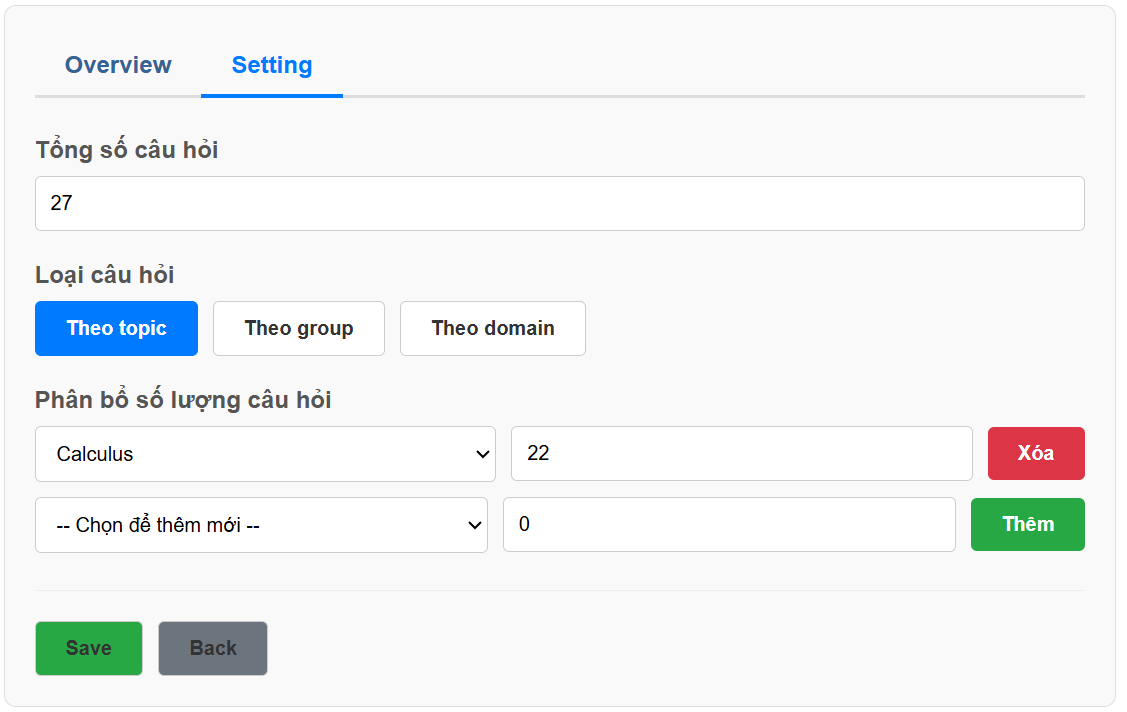 Overview Setting
Tổng số câu hỏi
27
Loại câu hỏi
Theo topic Theo group Theo domain
Phân bổ số lượng câu hỏi
Calculus 22 Xóa
-- Chọn để thêm mới -- 0 Thêm
Save Back